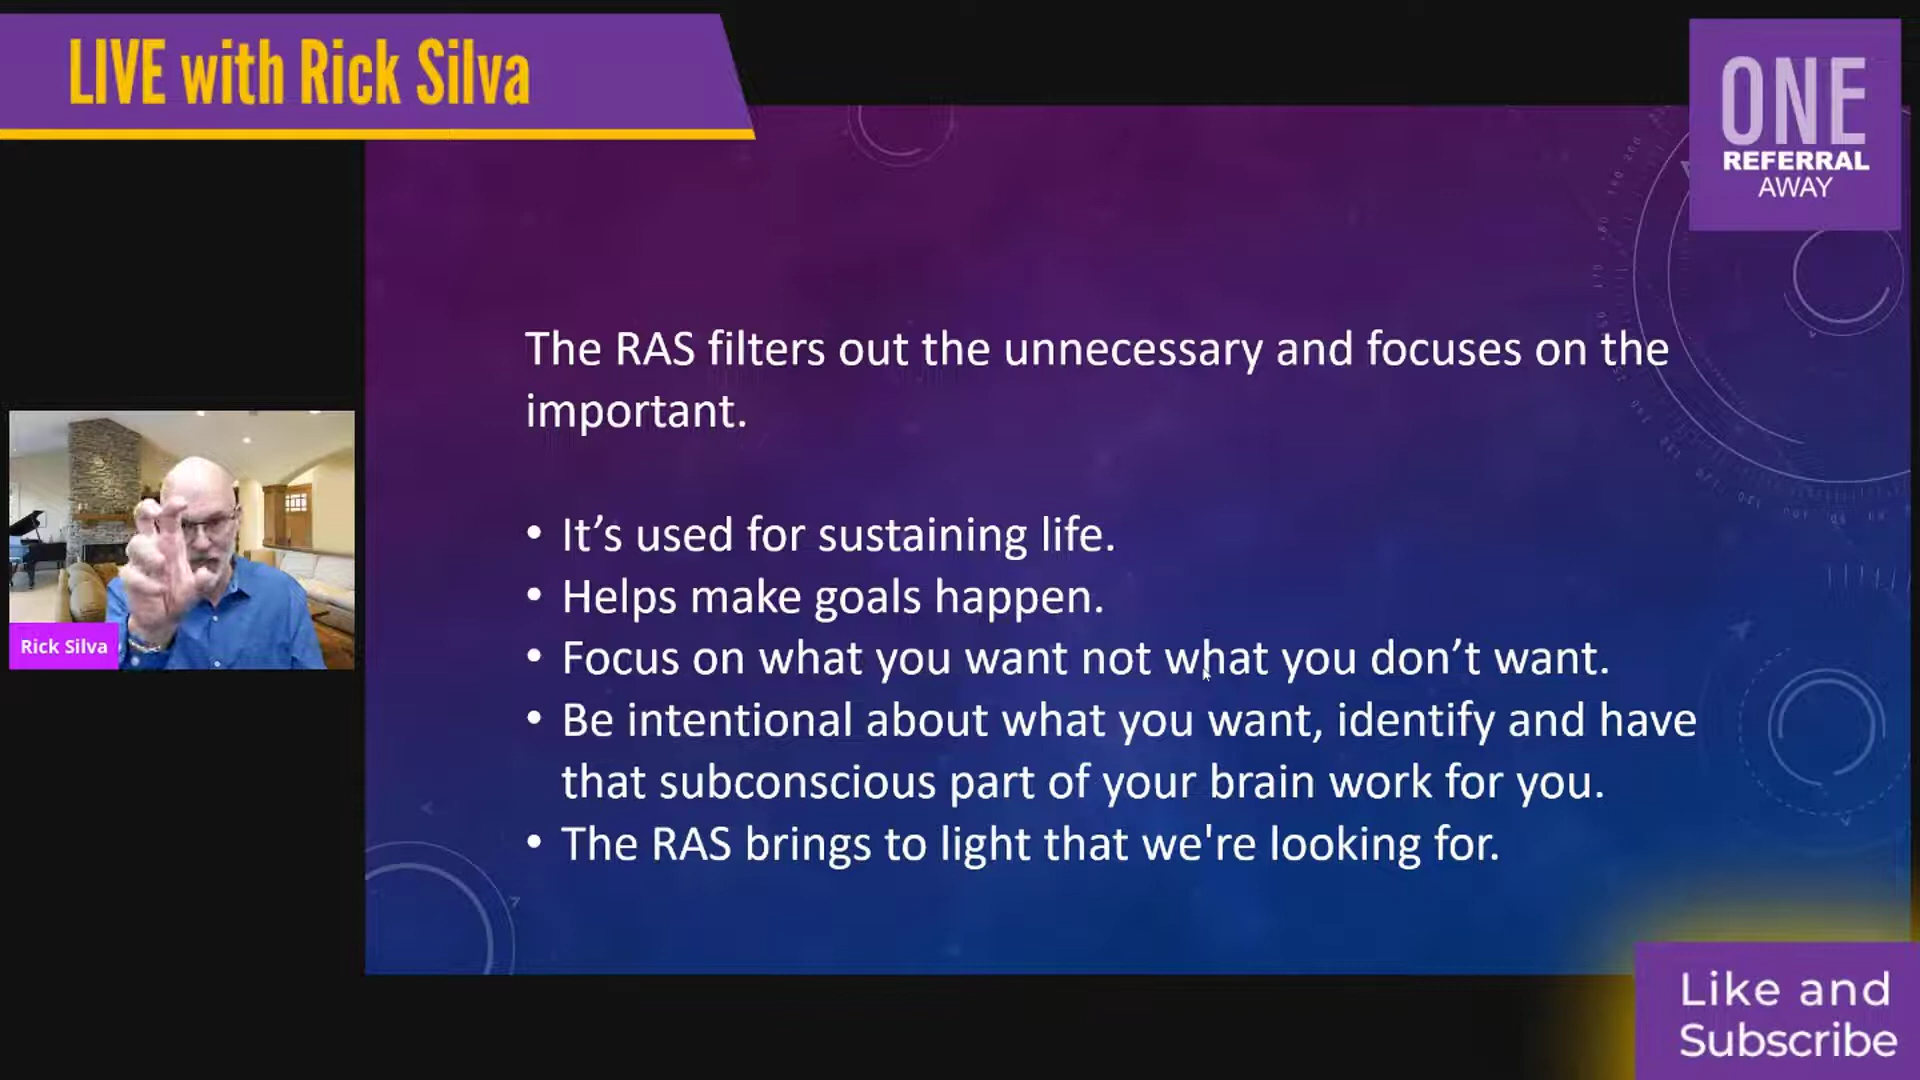 LIVE with Rick Silva
ONE
REFERRAL
AWAY
The RAS filters out the unnecessary and focuses on the
important.
• It’s used for sustaining life.
• Helps make goals happen.
• Focus on what you want not what you don’t want.
• Be intentional about what you want, identify and have
that subconscious part of your brain work for you.
• The RAS brings to light that we're looking for.
Rick Silva
Like and
Subscribe